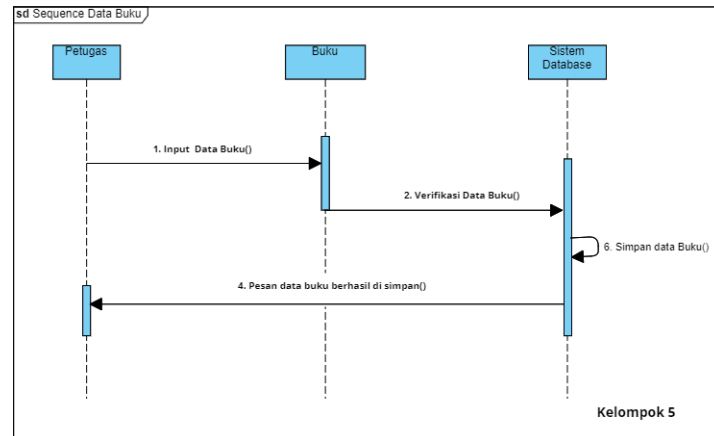 sd Sequence Data Buku
Petugas
Buku
Sistem
Database
1. Input Data Buku()
2. Verifikasi Data Buku()
6. Simpan data Buku()
4. Pesan data buku berhasil di simpan()
Kelompok 5